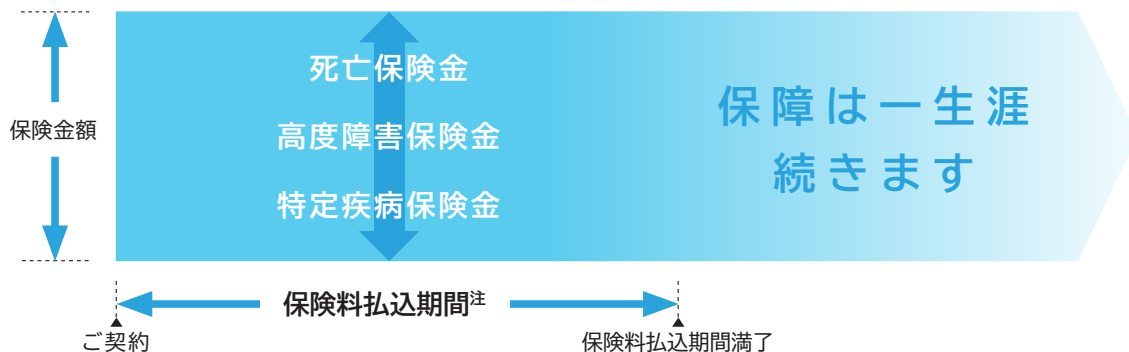 死亡保険金
保障は一生涯
続きます
保険金額
高度障害保険金
特定疾病保険金
保険料払込期間注
ご契約
保険料払込期間満了